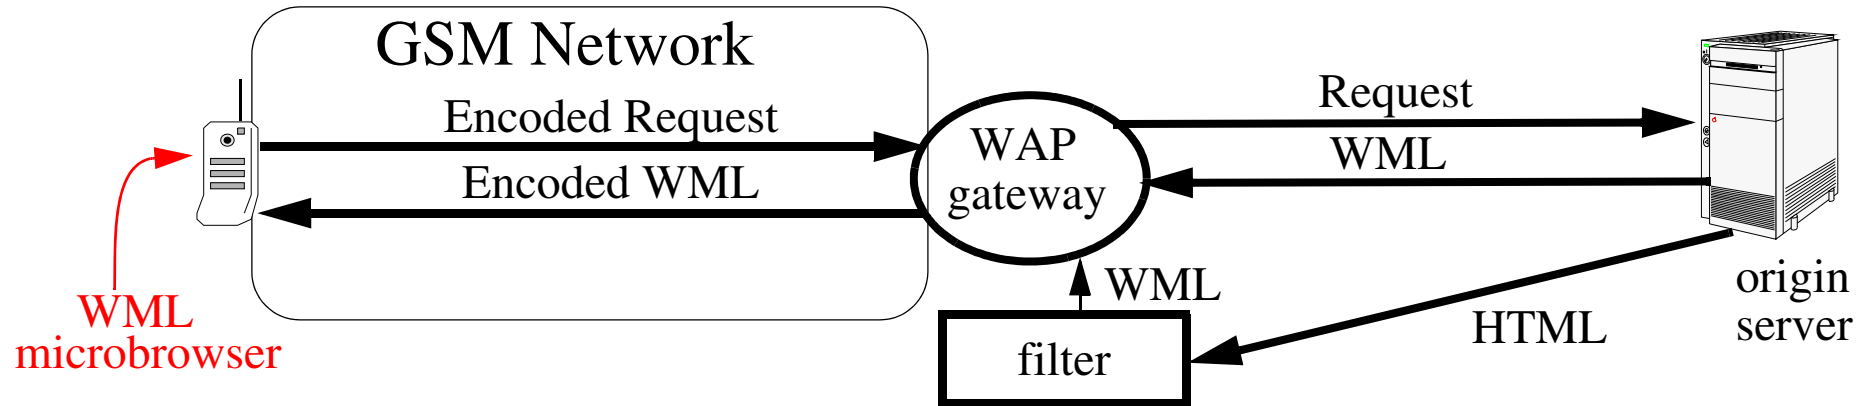 GSM Network
Encoded Request
Encoded WML
WAP
gateway
Request
WML
WML
HTML
filter
origin
server
WML
microbrowser